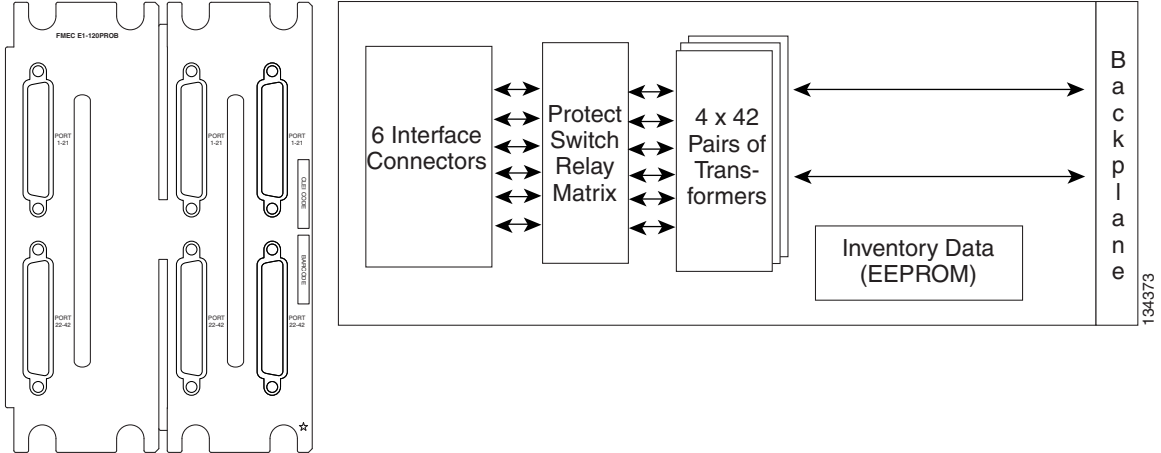 FMEC E1-120PROB
PORT
1-21
PORT
1-21
PORT
1-21
CLEI CODE
BARCODE
PORT
22-42
PORT
22-42
PORT
22-42
6 Interface
Connectors
Protect
Switch
Relay
Matrix
4 x 42
Pairs of
Trans-
formers
Inventory Data
(EEPROM)
B
a
c
k
p
l
a
n
e
134373